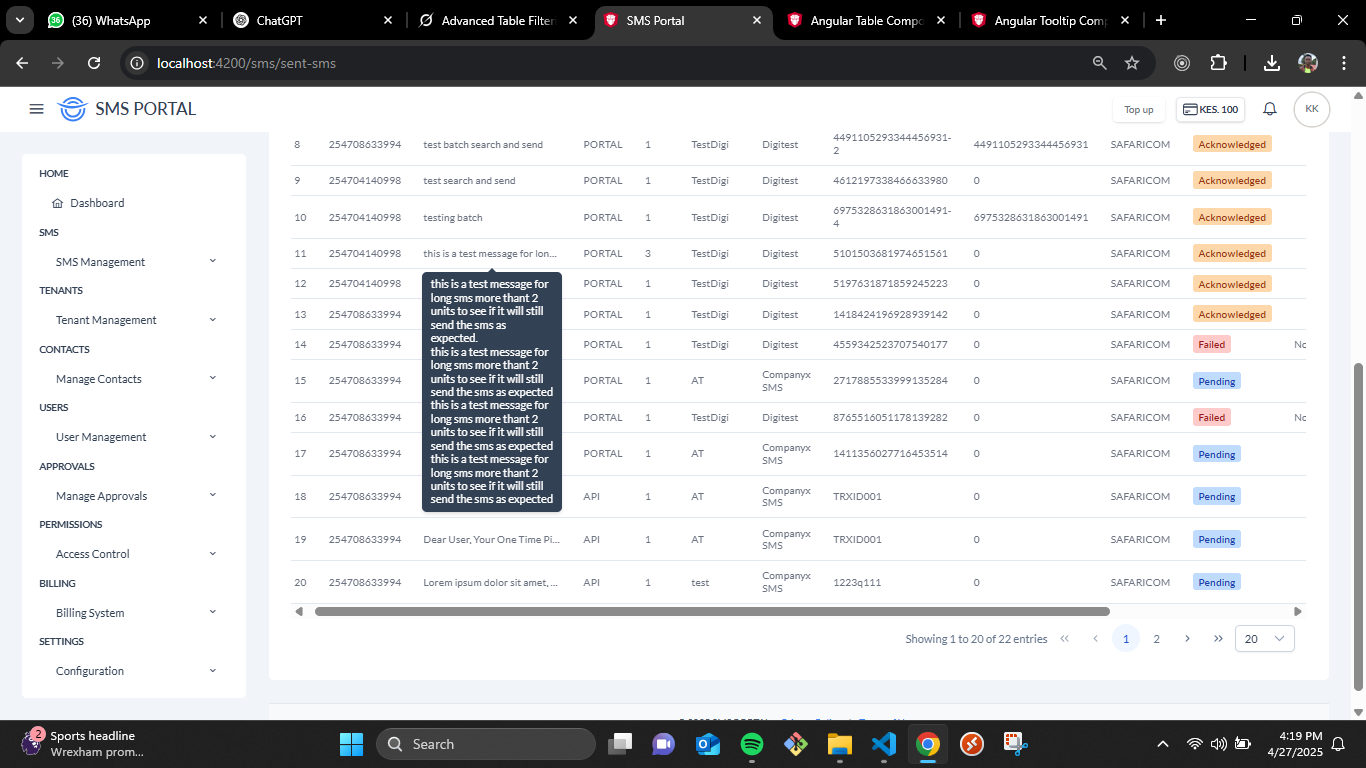 (36) WhatsApp
ChatGPT
Advanced Table Filter
SMS Portal
Angular Table Compo
Angular Tooltip Comp
localhost:4200/sms/sent-sms
SMS PORTAL
Top up
KES. 100
KK
HOME
Dashboard
SMS
SMS Management
TENANTS
Tenant Management
CONTACTS
Manage Contacts
USERS
User Management
APPROVALS
Manage Approvals
PERMISSIONS
Access Control
BILLING
Billing System
SETTINGS
Configuration
8 254708633994 test batch search and send PORTAL 1 TestDigi Digitest 4491105293344456931-2 4491105293344456931 SAFARICOM Acknowledged
9 254704140998 test search and send PORTAL 1 TestDigi Digitest 4612197338466633980 0 SAFARICOM Acknowledged
10 254704140998 testing batch PORTAL 1 TestDigi Digitest 6975328631863001491-4 6975328631863001491 SAFARICOM Acknowledged
11 254704140998 this is a test message for lon... PORTAL 3 TestDigi Digitest 5101503681974651561 0 SAFARICOM Acknowledged
12 254704140998 PORTAL 1 TestDigi Digitest 5197631871859245223 0 SAFARICOM Acknowledged
13 254708633994 PORTAL 1 TestDigi Digitest 1418424196928939142 0 SAFARICOM Acknowledged
14 254708633994 PORTAL 1 TestDigi Digitest 4559342523707540177 0 SAFARICOM Failed No
15 254708633994 PORTAL 1 AT Companyx SMS 2717885533999135284 0 SAFARICOM Pending
16 254708633994 PORTAL 1 TestDigi Digitest 8765516051178139282 0 SAFARICOM Failed No
17 254708633994 PORTAL 1 AT Companyx SMS 1411356027716453514 0 SAFARICOM Pending
18 254708633994 API 1 AT Companyx SMS TRXID001 0 SAFARICOM Pending
19 254708633994 Dear User, Your One Time Pi... API 1 AT Companyx SMS TRXID001 0 SAFARICOM Pending
20 254708633994 Lorem ipsum dolor sit amet, ... API 1 test Companyx SMS 1223q111 0 SAFARICOM Pending
this is a test message for
long sms more thant 2
units to see if it will still
send the sms as
expected.
this is a test message for
long sms more thant 2
units to see if it will still
send the sms as expected
this is a test message for
long sms more thant 2
units to see if it will still
send the sms as expected
this is a test message for
long sms more thant 2
units to see if it will still
send the sms as expected
Showing 1 to 20 of 22 entries « ‹ 1 2 › » 20
2
Sports headline
Wrexham prom...
Search
4:19 PM
4/27/2025